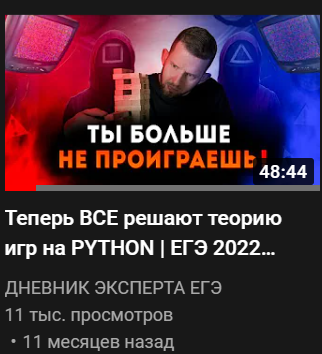 ТЫ БОЛЬШЕ
НЕ ПРОИГРАЕШЬ!
48:44
Теперь ВСЕ решают теорию
игр на PYTHON | ЕГЭ 2022...
ДНЕВНИК ЭКСПЕРТА ЕГЭ
11 тыс. просмотров
• 11 месяцев назад